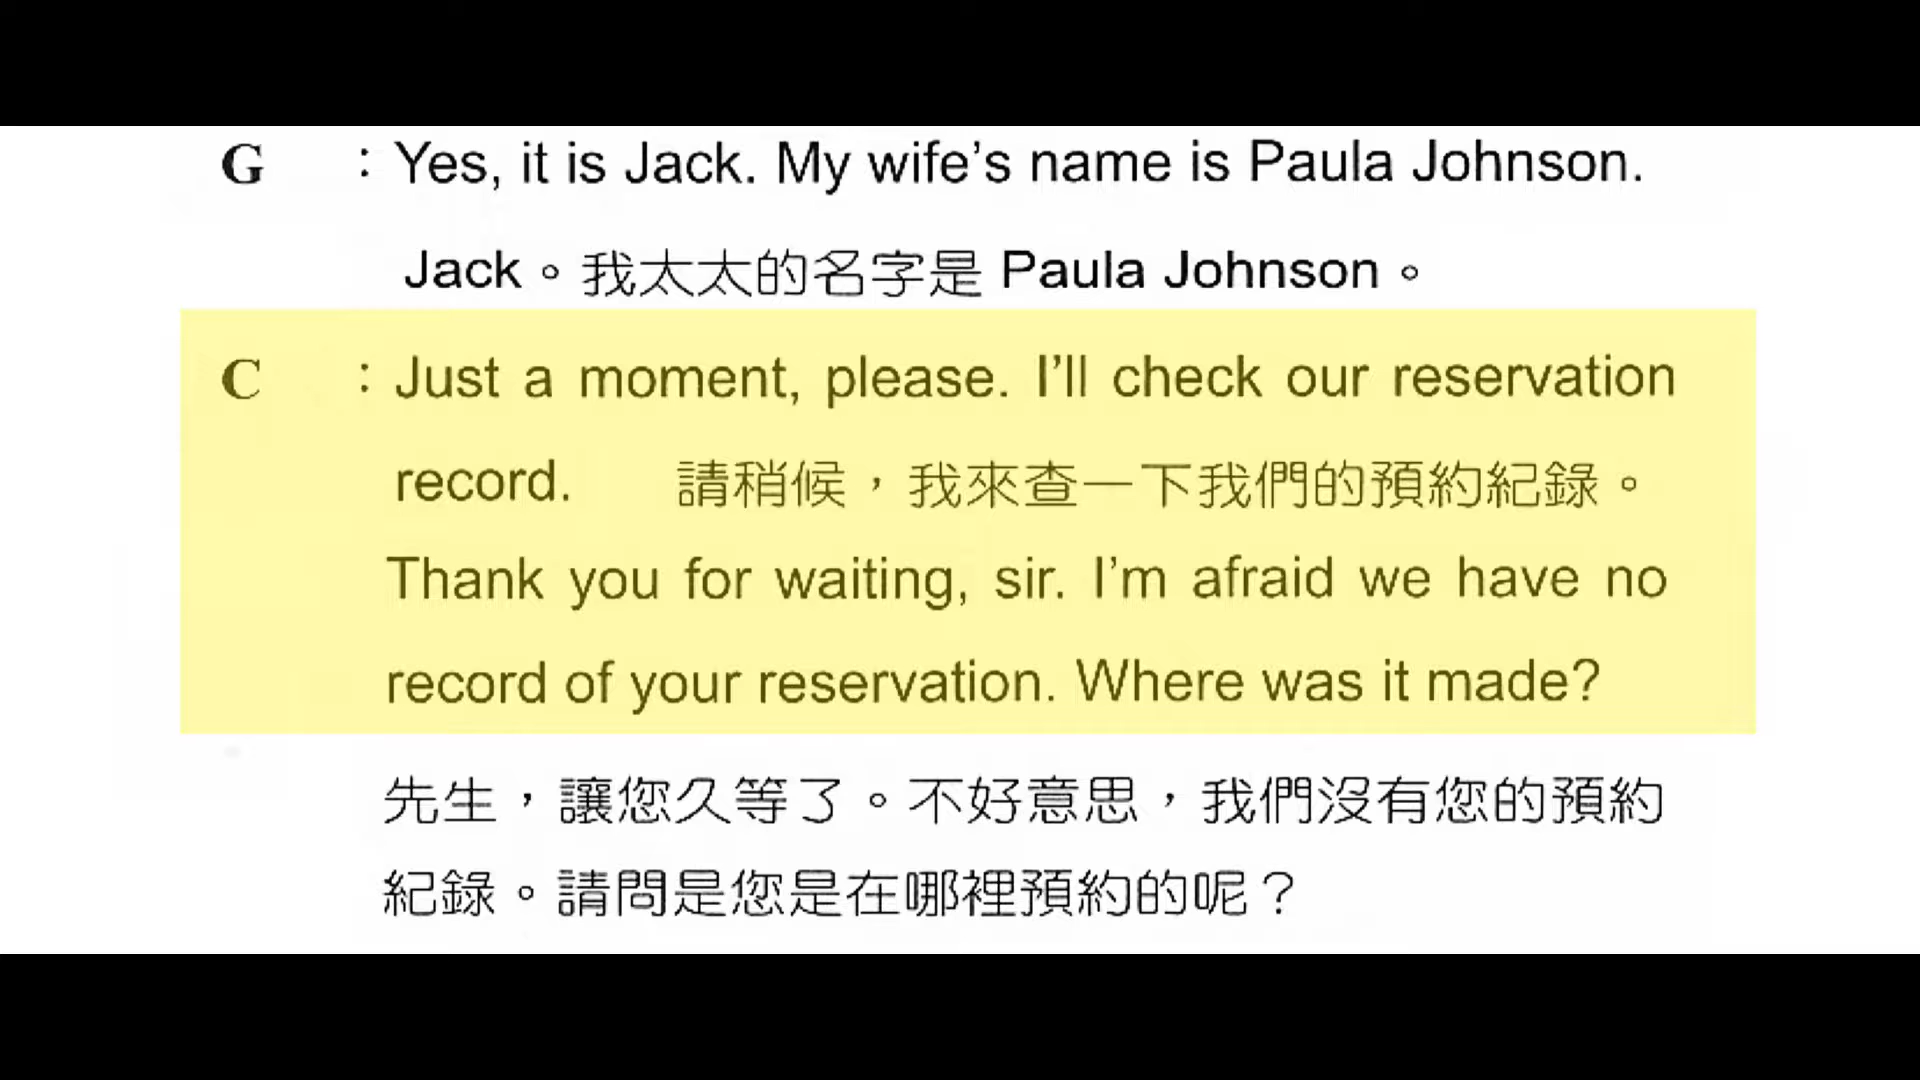 G : Yes, it is Jack. My wife's name is Paula Johnson.
Jack。我太太的名字是 Paula Johnson。
C : Just a moment, please. I'll check our reservation
record. 請稍候，我來查一下我們的預約紀錄。
Thank you for waiting, sir. I'm afraid we have no
record of your reservation. Where was it made?
先生，讓您久等了。不好意思，我們沒有您的預約
紀錄。請問是您是在哪裡預約的呢？